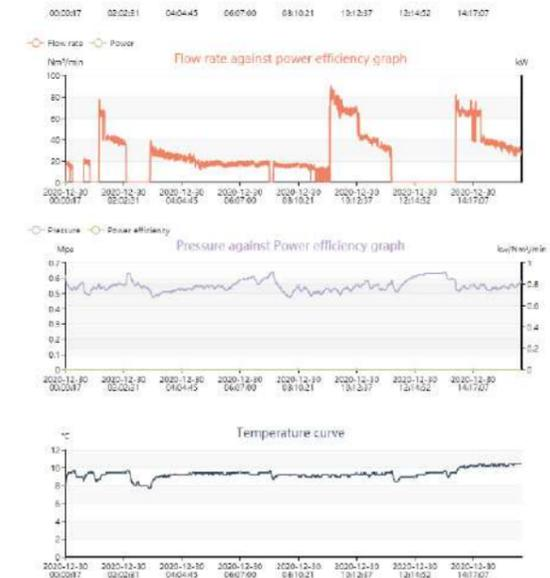 00:00:17 02:02:31 04:04:45 06:07:00 08:10:21 10:12:37 12:14:52 14:17:07
Flow rate Power
Flow rate against power efficiency graph
Nm³/min kW
100
80
60
40
20
0
2020-12-30 2020-12-30 2020-12-30 2020-12-30 2020-12-30 2020-12-30 2020-12-30 2020-12-30
00:00:17 02:02:31 04:04:45 06:07:00 08:10:21 10:12:37 12:14:52 14:17:07
Pressure Power efficiency
Pressure against Power efficiency graph
Mpa kw/Nm³/min
0.7 1
0.6
0.5 0.8
0.4 0.6
0.3 0.4
0.2 0.2
0.1
0 0
2020-12-30 2020-12-30 2020-12-30 2020-12-30 2020-12-30 2020-12-30 2020-12-30 2020-12-30
00:00:17 02:02:31 04:04:45 06:07:00 08:10:21 10:12:37 12:14:52 14:17:07
Temperature curve
℃
12
10
8
6
4
2
0
2020-12-30 2020-12-30 2020-12-30 2020-12-30 2020-12-30 2020-12-30 2020-12-30 2020-12-30
00:00:17 02:02:31 04:04:45 06:07:00 08:10:21 10:12:37 12:14:52 14:17:07